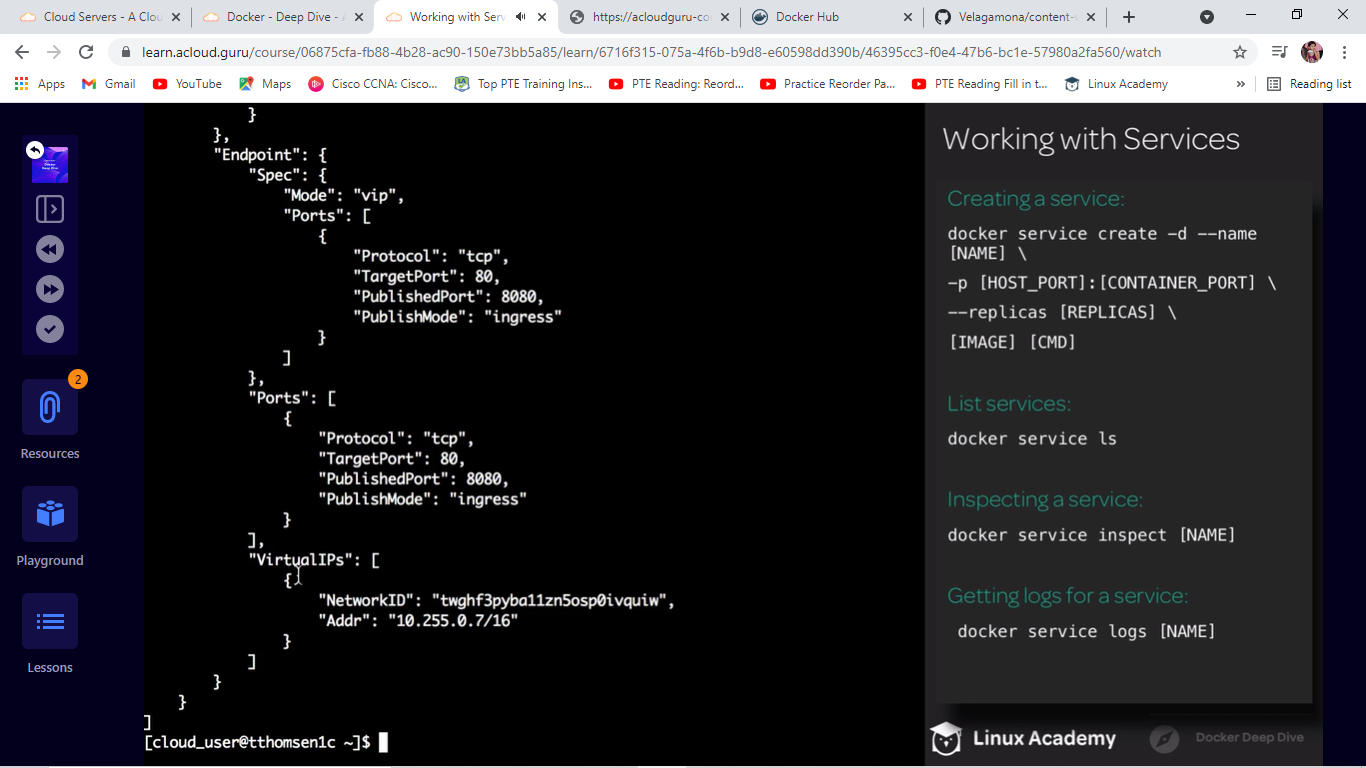 Cloud Servers - A Clou
Docker - Deep Dive - A
Working with Serv
https://acloudguru-co
Docker Hub
Velagamona/content-
learn.acloud.guru/course/06875cfa-fb88-4b28-ac90-150e73bb5a85/learn/6716f315-075a-4f6b-b9d8-e60598dd390b/46395cc3-f0e4-47b6-bc1e-57980a2fa560/watch
Apps
Gmail
YouTube
Maps
Cisco CCNA: Cisco...
Top PTE Training Ins...
PTE Reading: Reord...
Practice Reorder Pa...
PTE Reading Fill in t...
Linux Academy
»
Reading list
2
Resources
Playground
Lessons
}
},
"Endpoint": {
"Spec": {
"Mode": "vip",
"Ports": [
{
"Protocol": "tcp",
"TargetPort": 80,
"PublishedPort": 8080,
"PublishMode": "ingress"
}
]
},
"Ports": [
{
"Protocol": "tcp",
"TargetPort": 80,
"PublishedPort": 8080,
"PublishMode": "ingress"
}
],
"VirtualIPs": [
{
"NetworkID": "twghf3pyba11zn5osp0ivquiw",
"Addr": "10.255.0.7/16"
}
]
}
}
]
[cloud_user@tthomsen1c ~]$
Working with Services
Creating a service:
docker service create -d --name
[NAME] \
-p [HOST_PORT]:[CONTAINER_PORT] \
--replicas [REPLICAS] \
[IMAGE] [CMD]
List services:
docker service ls
Inspecting a service:
docker service inspect [NAME]
Getting logs for a service:
docker service logs [NAME]
Linux Academy
Docker Deep Dive